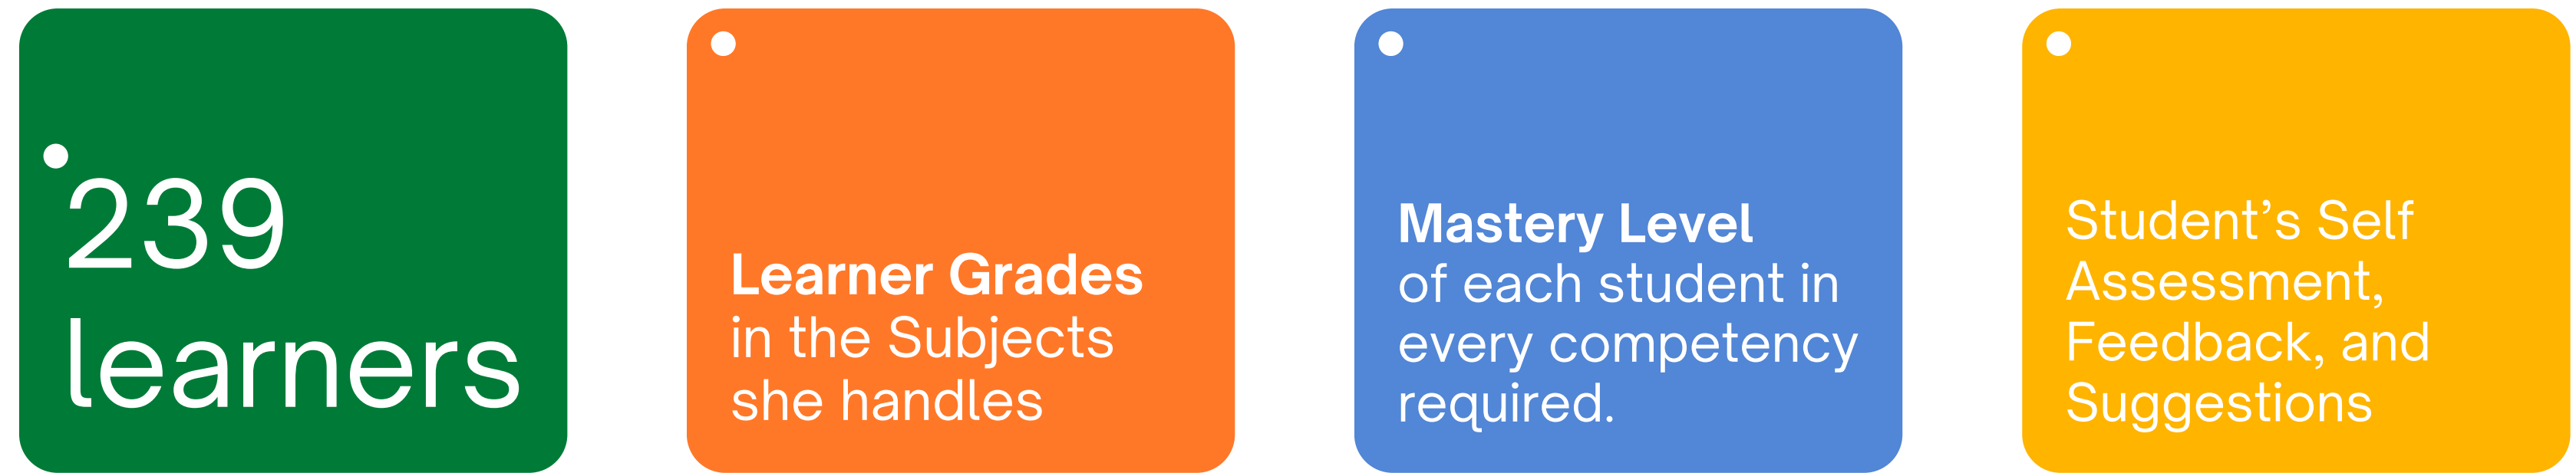 239
learners
Learner Grades
in the Subjects
she handles
Mastery Level
of each student in
every competency
required.
Student’s Self
Assessment,
Feedback, and
Suggestions